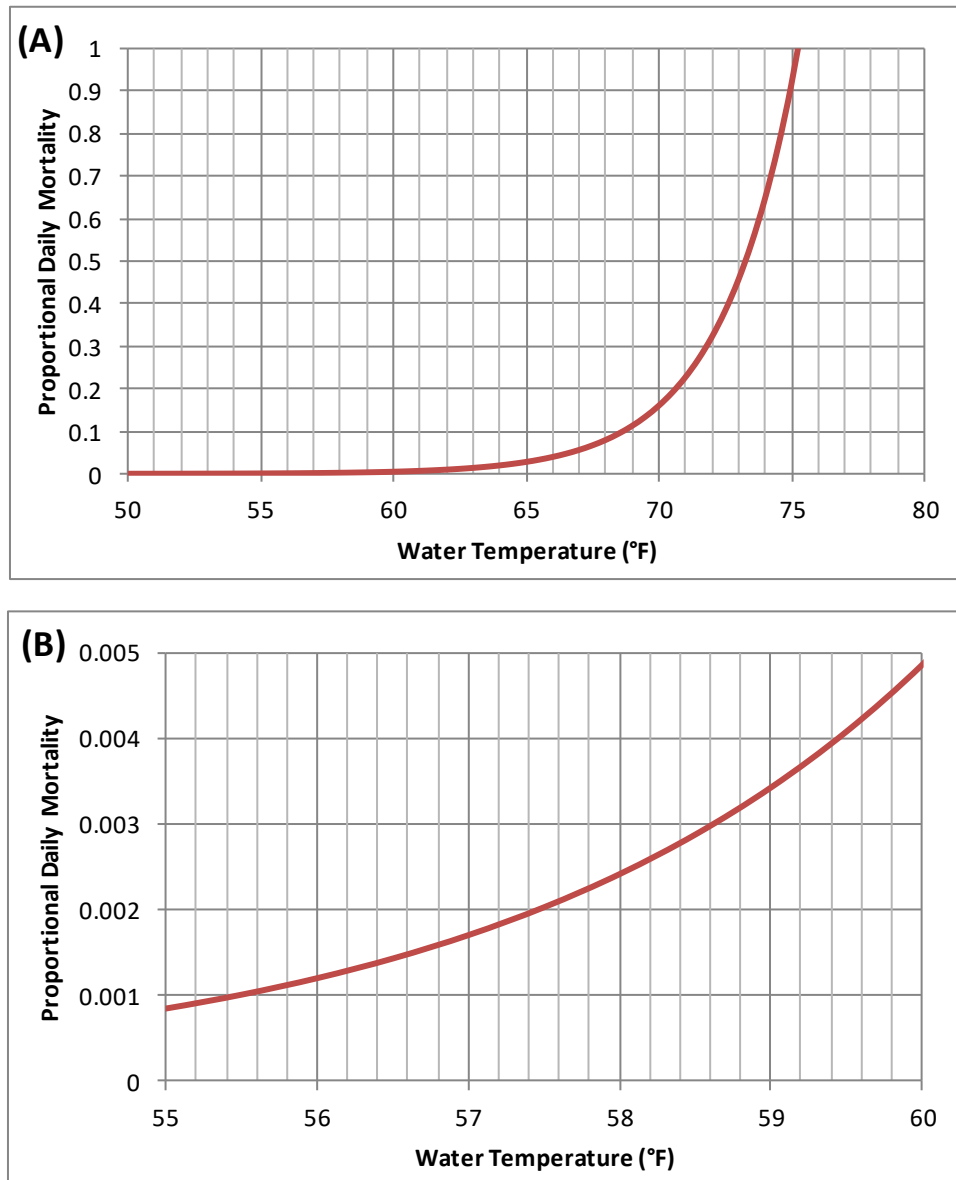 (A)
Proportional Daily Mortality
1
0.9
0.8
0.7
0.6
0.5
0.4
0.3
0.2
0.1
0
50 55 60 65 70 75 80
Water Temperature (°F)
(B)
Proportional Daily Mortality
0.005
0.004
0.003
0.002
0.001
0
55 56 57 58 59 60
Water Temperature (°F)